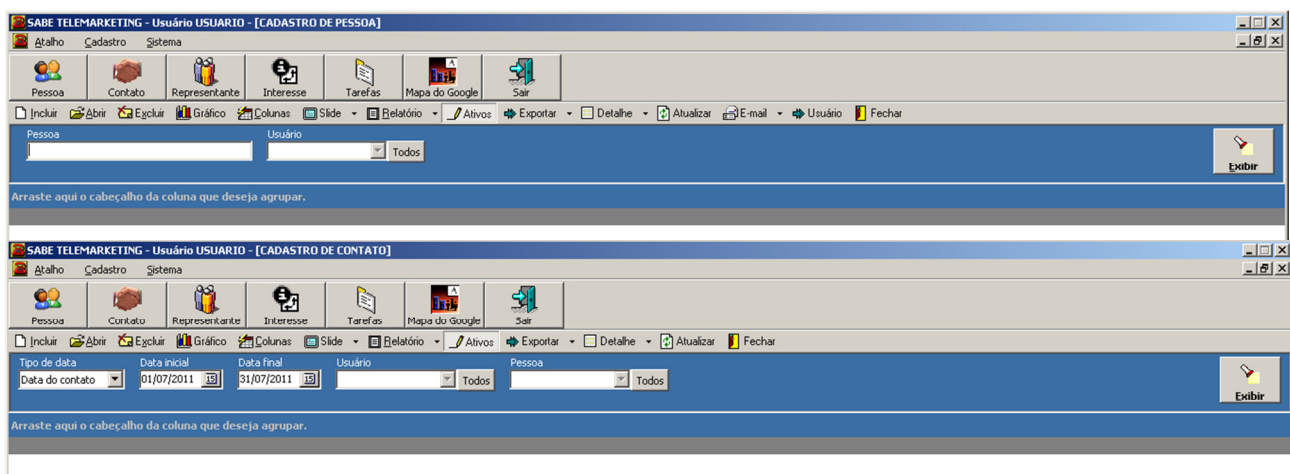 SABE TELEMARKETING - Usuário USUARIO - [CADASTRO DE PESSOA]
Atalho Cadastro Sistema
Pessoa Contato Representante Interesse Tarefas Mapa do Google Sair
Incluir Abrir Excluir Gráfico Colunas Slide Relatório Ativos Exportar Detalhe Atualizar E-mail Usuário Fechar
Pessoa Usuário
Todos
Exibir
Arraste aqui o cabeçalho da coluna que deseja agrupar.
SABE TELEMARKETING - Usuário USUARIO - [CADASTRO DE CONTATO]
Atalho Cadastro Sistema
Pessoa Contato Representante Interesse Tarefas Mapa do Google Sair
Incluir Abrir Excluir Gráfico Colunas Slide Relatório Ativos Exportar Detalhe Atualizar Fechar
Tipo de data Data inicial Data final Usuário Pessoa
Data do contato 01/07/2011 15 31/07/2011 15 Todos Todos
Exibir
Arraste aqui o cabeçalho da coluna que deseja agrupar.